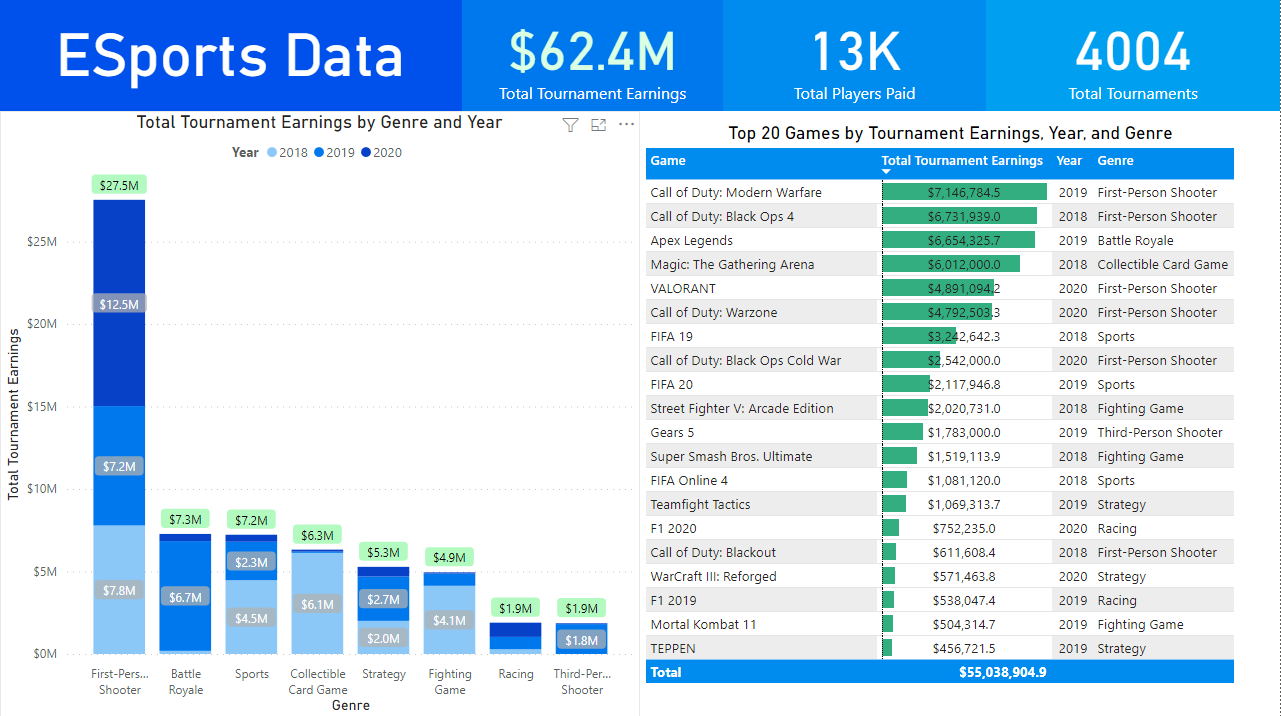 ESports Data
$62.4M
Total Tournament Earnings
13K
Total Players Paid
4004
Total Tournaments
Total Tournament Earnings by Genre and Year
Year 2018 2019 2020
Total Tournament Earnings
$25M
$20M
$15M
$10M
$5M
$0M
$27.5M
$12.5M
$7.2M
$7.8M
$7.3M
$6.7M
$7.2M
$2.3M
$4.5M
$6.3M
$6.1M
$5.3M
$2.7M
$2.0M
$4.9M
$4.1M
$1.9M
$1.9M
$1.8M
First-Pers... Shooter
Battle Royale
Sports
Collectible Card Game
Strategy
Fighting Game
Racing
Third-Per... Shooter
Genre
Top 20 Games by Tournament Earnings, Year, and Genre
Game Total Tournament Earnings Year Genre
Call of Duty: Modern Warfare $7,146,784.5 2019 First-Person Shooter
Call of Duty: Black Ops 4 $6,731,939.0 2018 First-Person Shooter
Apex Legends $6,654,325.7 2019 Battle Royale
Magic: The Gathering Arena $6,012,000.0 2018 Collectible Card Game
VALORANT $4,891,094.2 2020 First-Person Shooter
Call of Duty: Warzone $4,792,503.3 2020 First-Person Shooter
FIFA 19 $3,242,642.3 2018 Sports
Call of Duty: Black Ops Cold War $2,542,000.0 2020 First-Person Shooter
FIFA 20 $2,117,946.8 2019 Sports
Street Fighter V: Arcade Edition $2,020,731.0 2018 Fighting Game
Gears 5 $1,783,000.0 2019 Third-Person Shooter
Super Smash Bros. Ultimate $1,519,113.9 2018 Fighting Game
FIFA Online 4 $1,081,120.0 2018 Sports
Teamfight Tactics $1,069,313.7 2019 Strategy
F1 2020 $752,235.0 2020 Racing
Call of Duty: Blackout $611,608.4 2018 First-Person Shooter
WarCraft III: Reforged $571,463.8 2020 Strategy
F1 2019 $538,047.4 2019 Racing
Mortal Kombat 11 $504,314.7 2019 Fighting Game
TEPPEN $456,721.5 2019 Strategy
Total $55,038,904.9